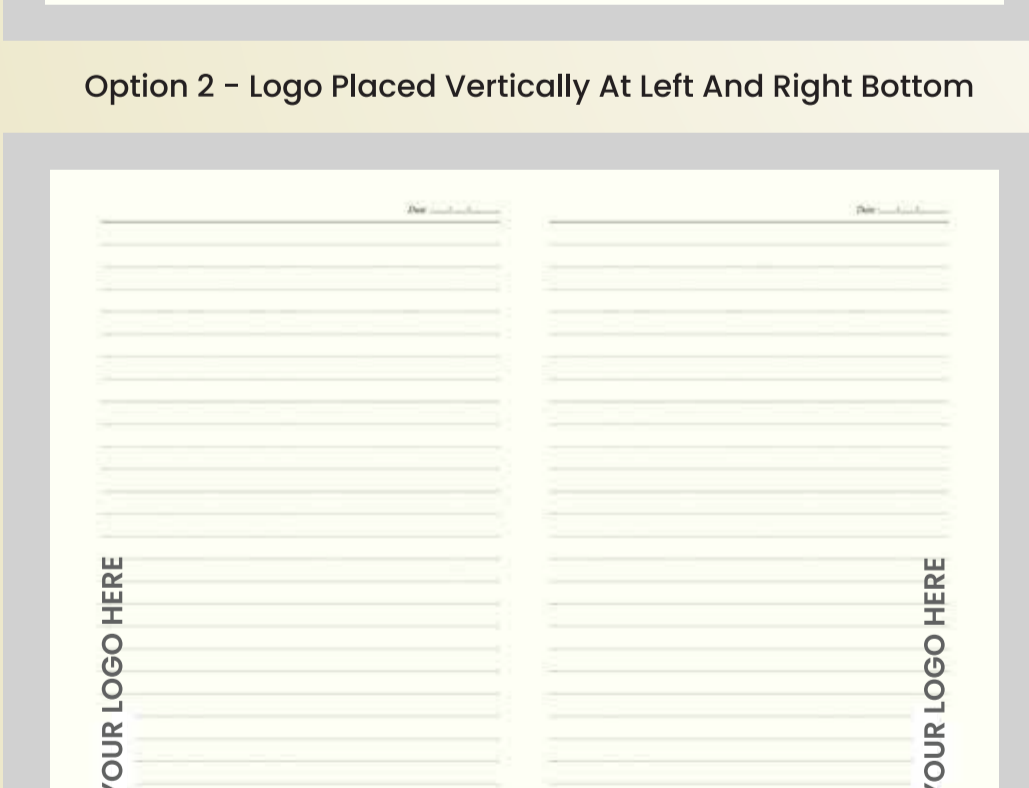 Option 2 - Logo Placed Vertically At Left And Right Bottom
Date
Date
YOUR LOGO HERE
YOUR LOGO HERE